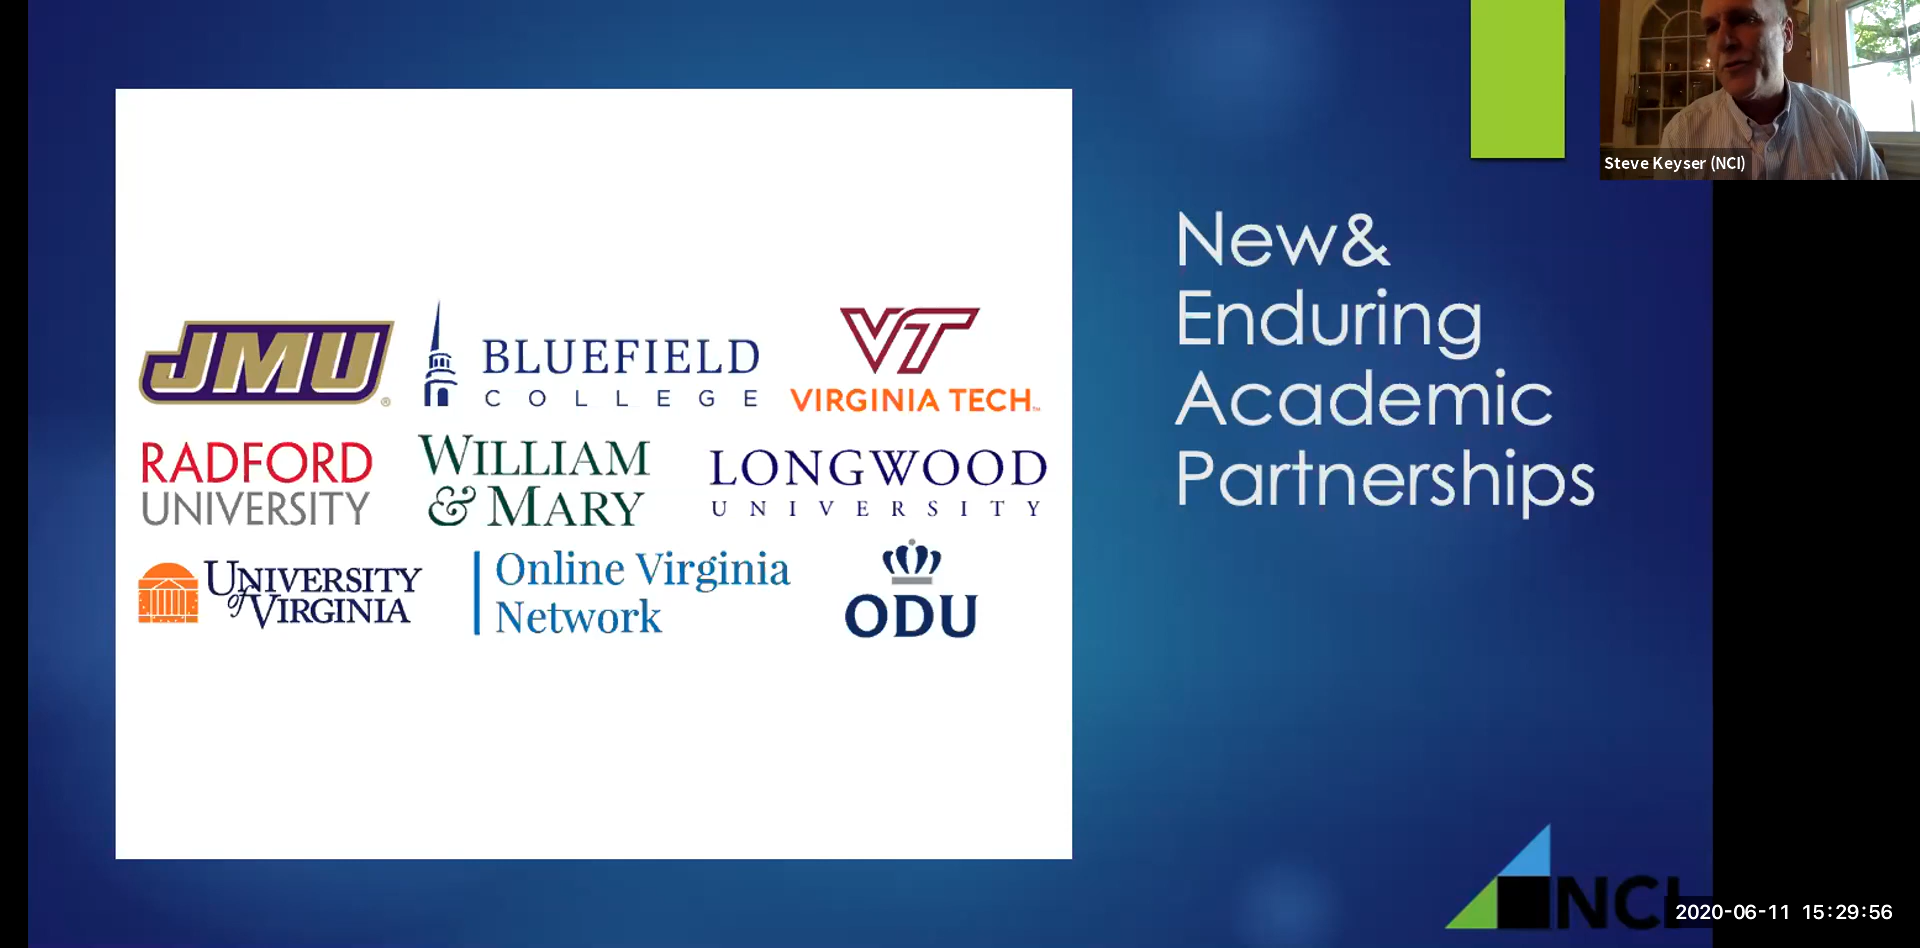 JMU
®
BLUEFIELD
COLLEGE
VT
VIRGINIA TECH™
RADFORD
UNIVERSITY
WILLIAM
& MARY
LONGWOOD
UNIVERSITY
UNIVERSITY
of VIRGINIA
Online Virginia
Network
ODU
New&
Enduring
Academic
Partnerships
Steve Keyser (NCI)
NCI
2020-06-11 15:29:56